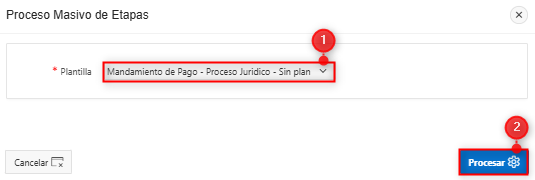 Proceso Masivo de Etapas
1
* Plantilla Mandamiento de Pago - Proceso Juridico - Sin plan
2
Cancelar Procesar